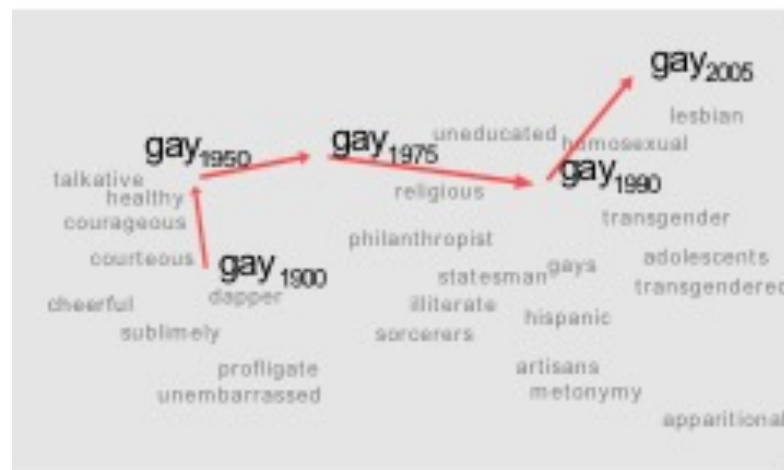 gay2005
lesbian
uneducated
homosexual
gay1950
gay1975
gay1990
talkative
healthy
religious
courageous
transgender
philanthropist
courteous
gay1900
statesman
gays
adolescents
transgendered
cheerful
dapper
illiterate
hispanic
sublimely
sorcerers
profligate
artisans
unembarrassed
metonymy
apparitional